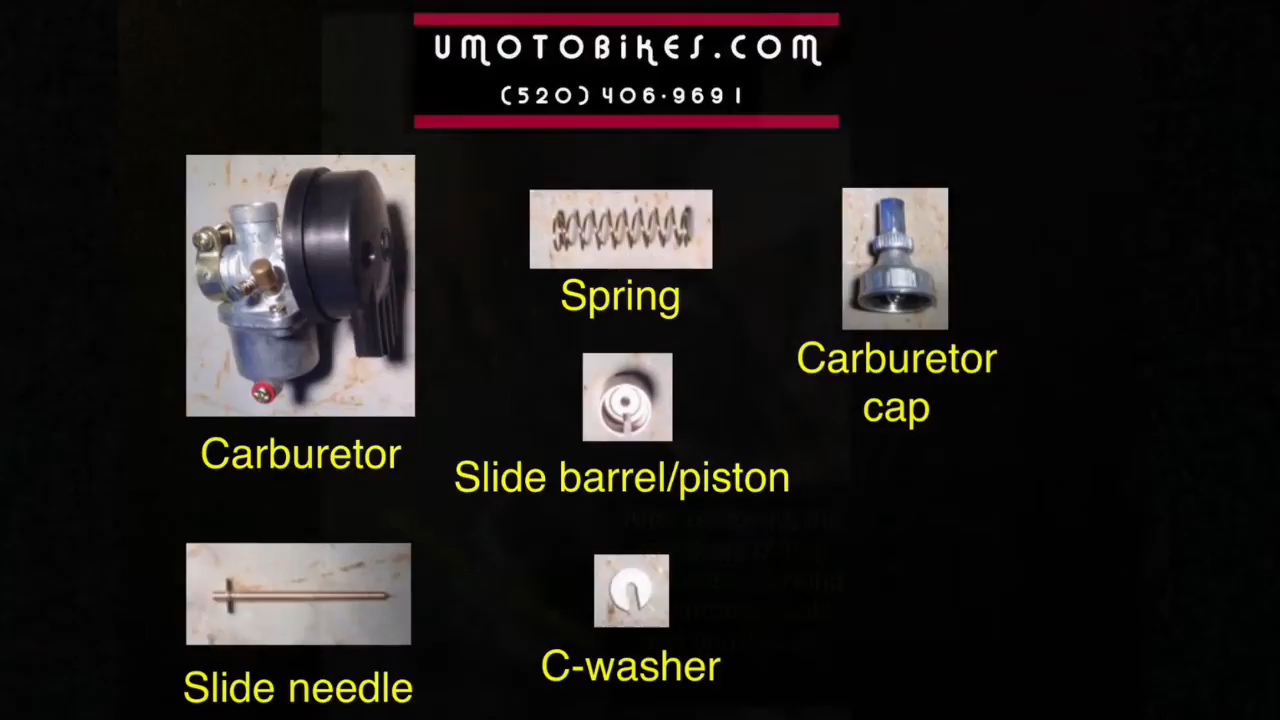 UMOTOBIKES.COM
(520) 406-9691
Spring
Carburetor
cap
Carburetor
Slide barrel/piston
C-washer
Slide needle